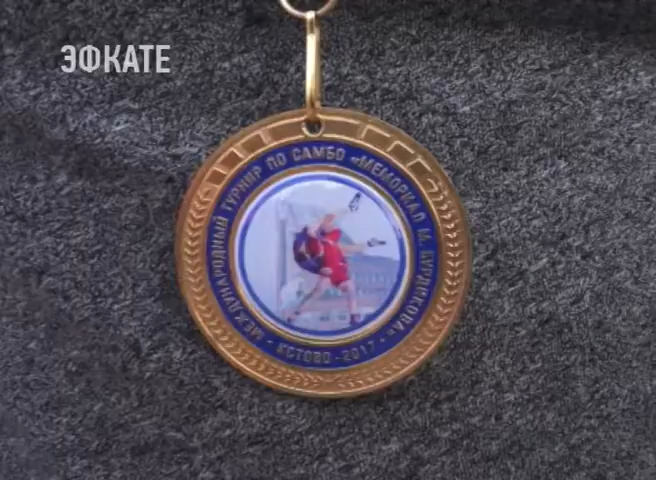 ЭФКАТЕ
МЕЖДУНАРОДНЫЙ ТУРНИР ПО САМБО «МЕМОРИАЛ М. БУРДИКОВА»
• КСТОВО - 2017 •